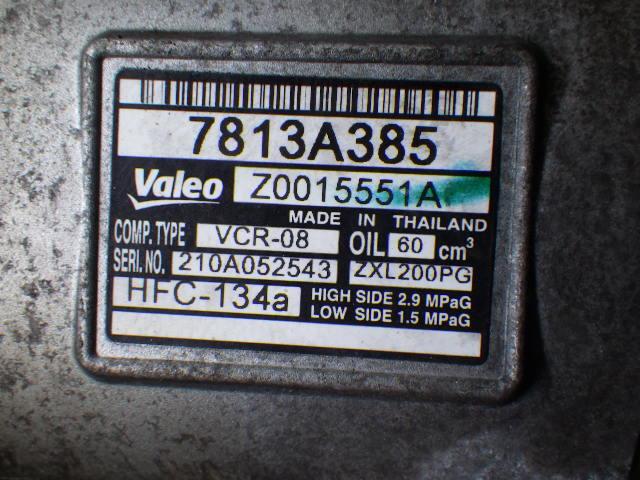 7813A385
Valeo Z0015551A
MADE IN THAILAND
COMP. TYPE VCR-08 OIL 60 cm³
SERI. NO. 210A052543 ZXL200PG
HFC-134a HIGH SIDE 2.9 MPaG
LOW SIDE 1.5 MPaG